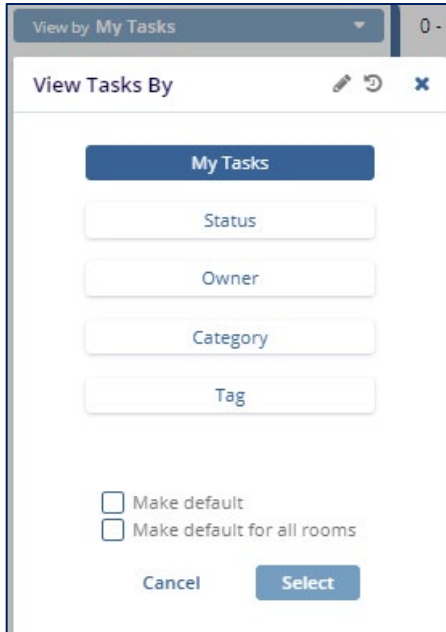 View by My Tasks
0 -
View Tasks By
My Tasks
Status
Owner
Category
Tag
Make default
Make default for all rooms
Cancel
Select